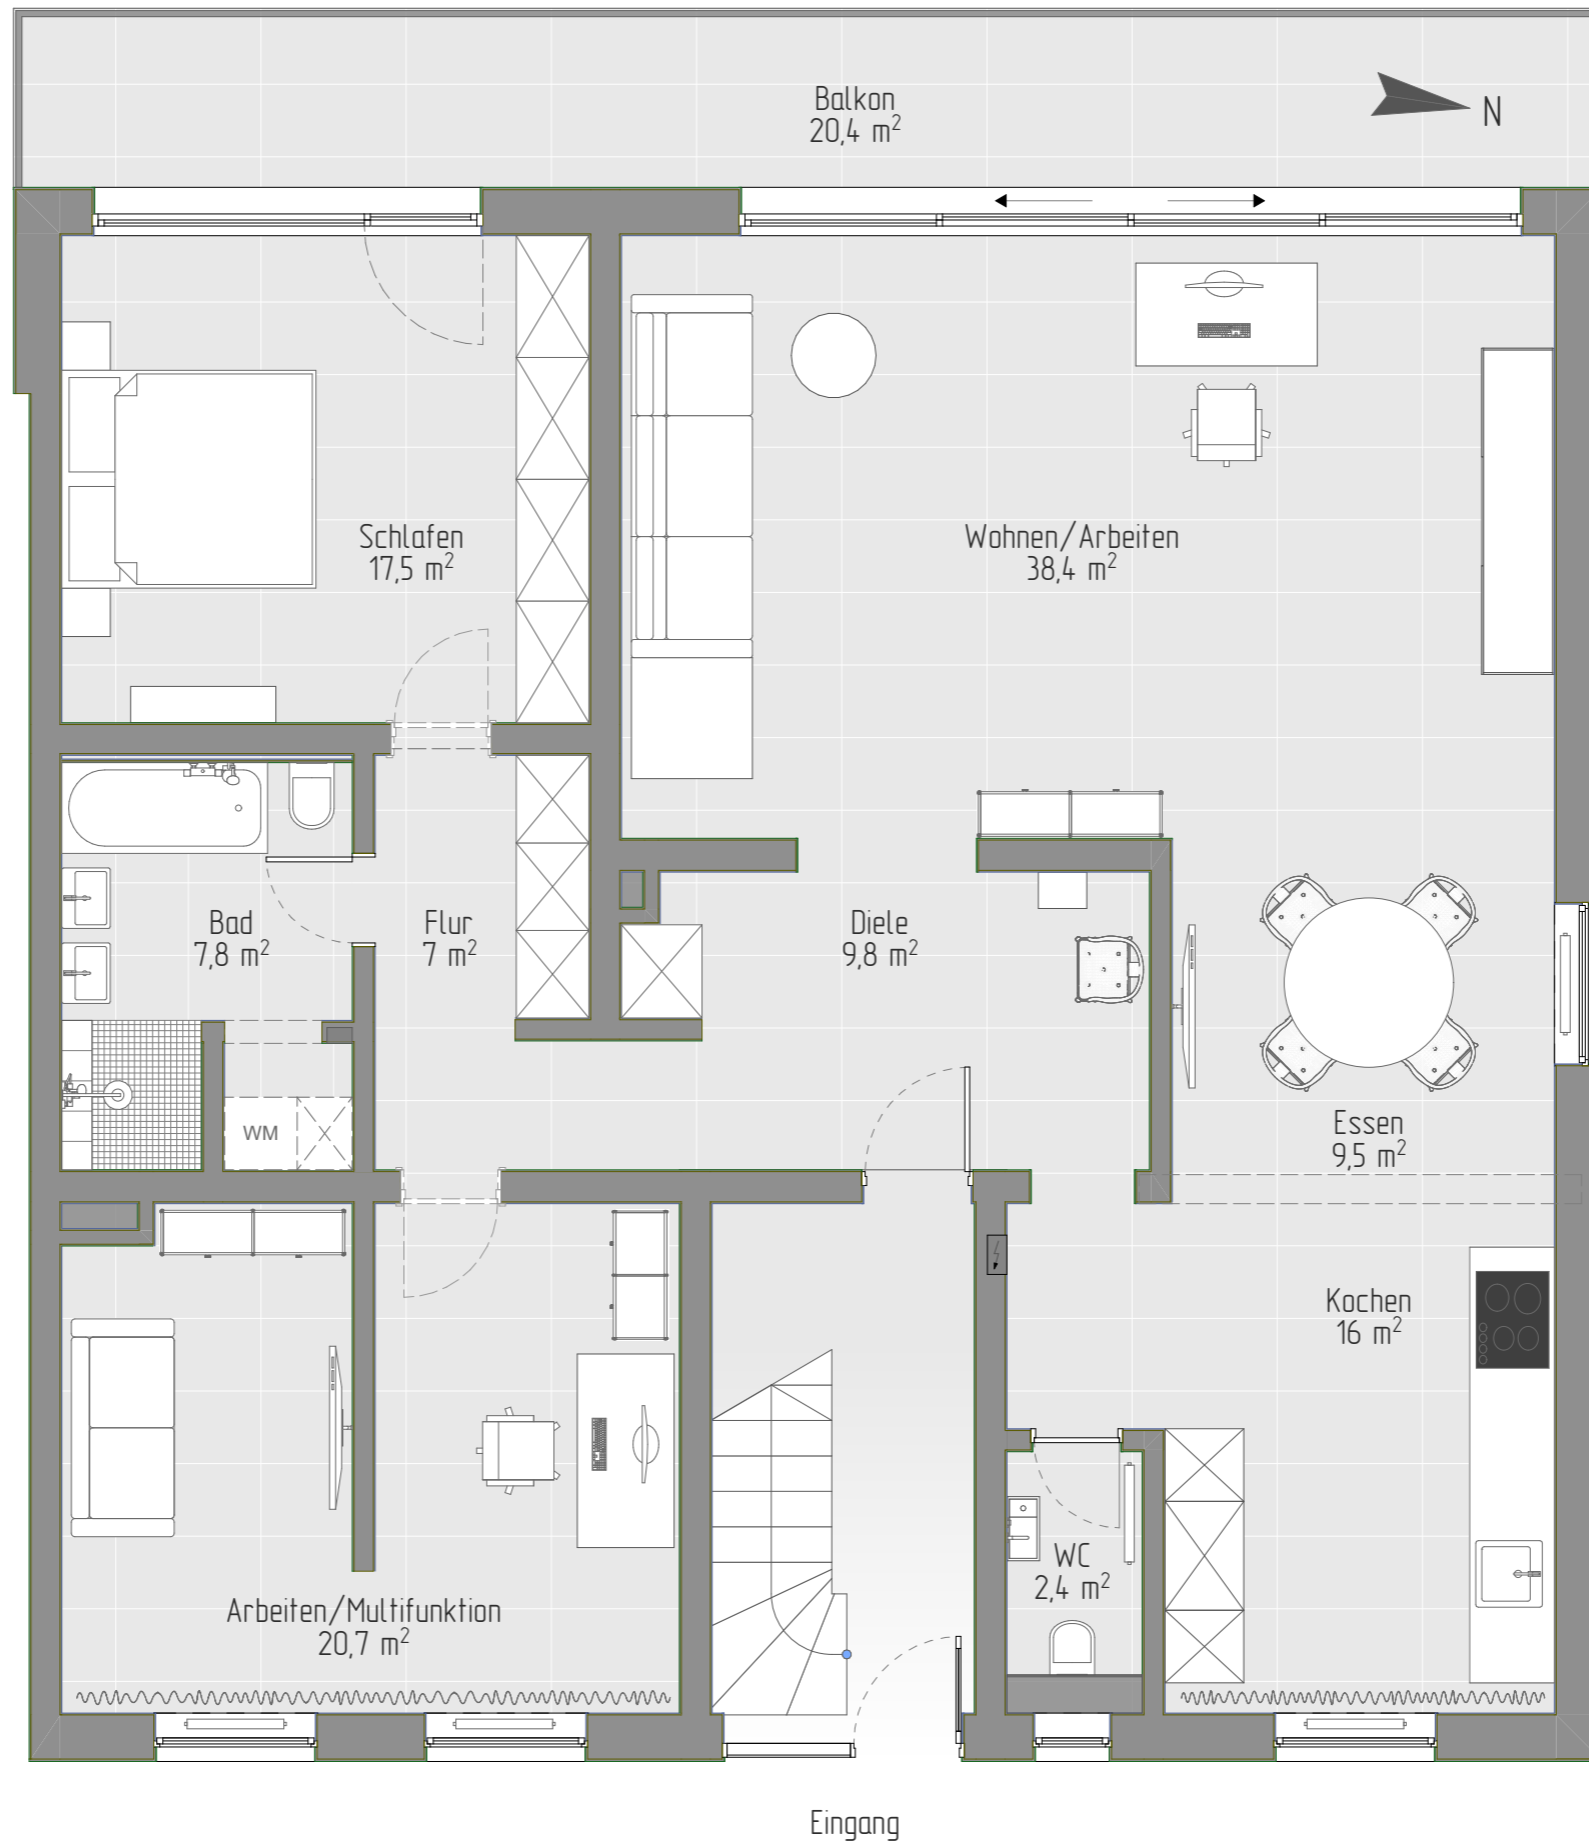 Balkon
20,4 m²
N
Schlafen
17,5 m²
Wohnen/Arbeiten
38,4 m²
Bad
7,8 m²
Flur
7 m²
Diele
9,8 m²
Essen
9,5 m²
WM
Kochen
16 m²
WC
2,4 m²
Arbeiten/Multifunktion
20,7 m²
Eingang